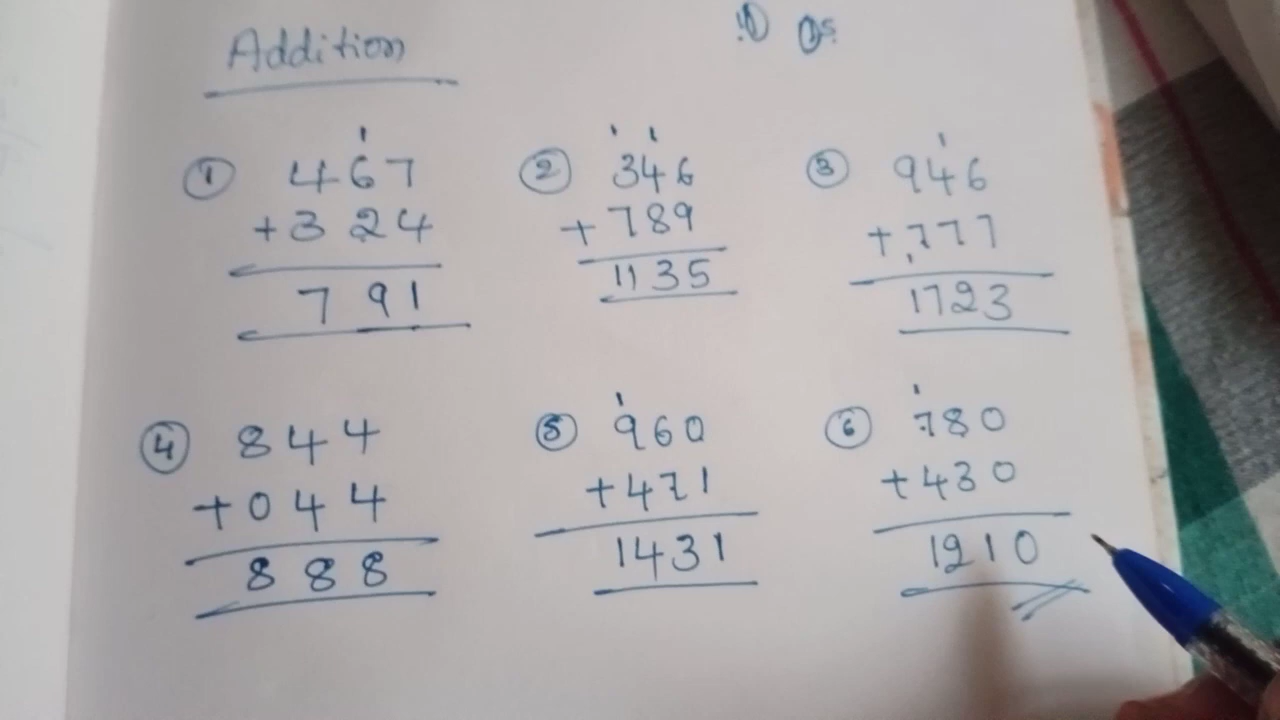 Addition
1 467 2 346 3 946
+324 +789 +777
791 1135 1723
4 844 5 960 6 780
+044 +471 +430
888 1431 1210